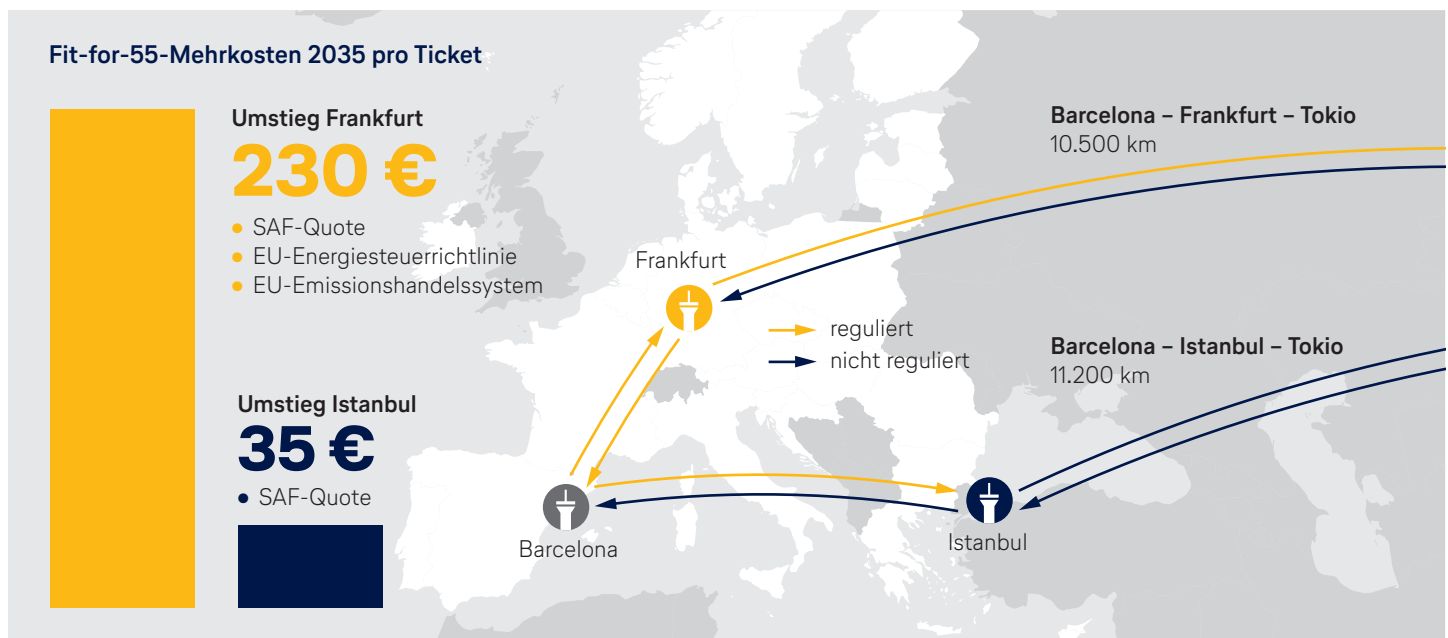 Fit-for-55-Mehrkosten 2035 pro Ticket
Umstieg Frankfurt
230 €
• SAF-Quote
• EU-Energiesteuerrichtlinie
• EU-Emissionshandelssystem
Umstieg Istanbul
35 €
• SAF-Quote
Frankfurt
reguliert
nicht reguliert
Barcelona
Istanbul
Barcelona – Frankfurt – Tokio
10.500 km
Barcelona – Istanbul – Tokio
11.200 km